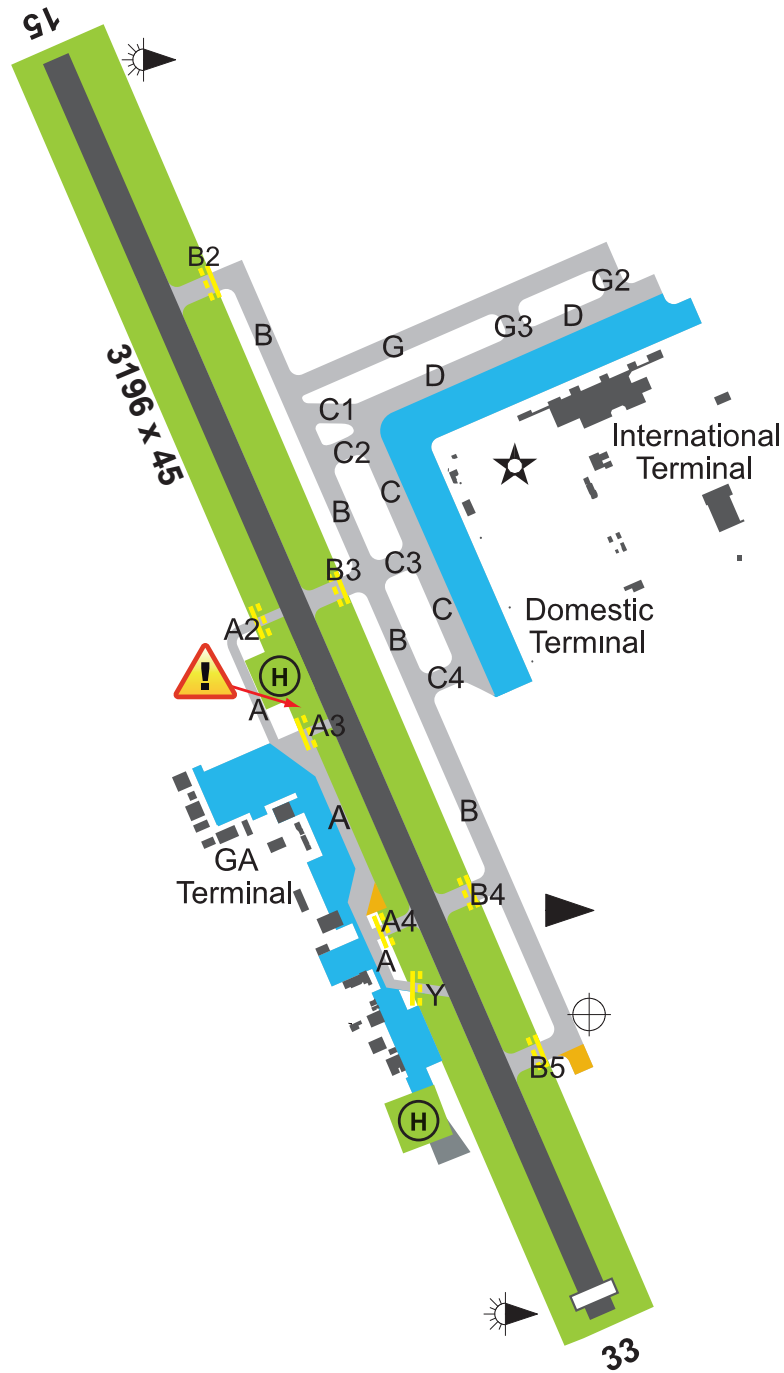 15
B2
G2
G3
D
B
G
3196 x 45
D
C1
International
Terminal
C2
C
B
B3
C3
A2
C
Domestic
Terminal
B
H
!
C4
A
A3
B
A
GA
Terminal
B4
A4
A
Y
B5
H
33